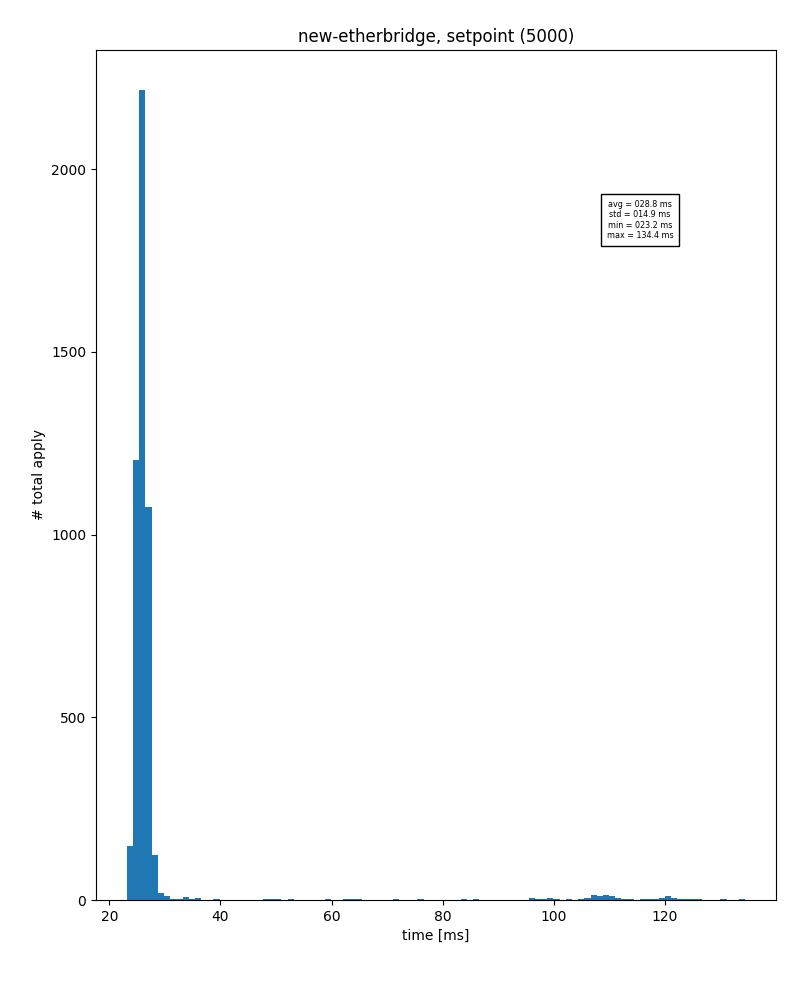 new-etherbridge, setpoint (5000)
2000
1500
1000
500
0
# total apply
avg = 028.8 ms
std = 014.9 ms
min = 023.2 ms
max = 134.4 ms
20 40 60 80 100 120
time [ms]